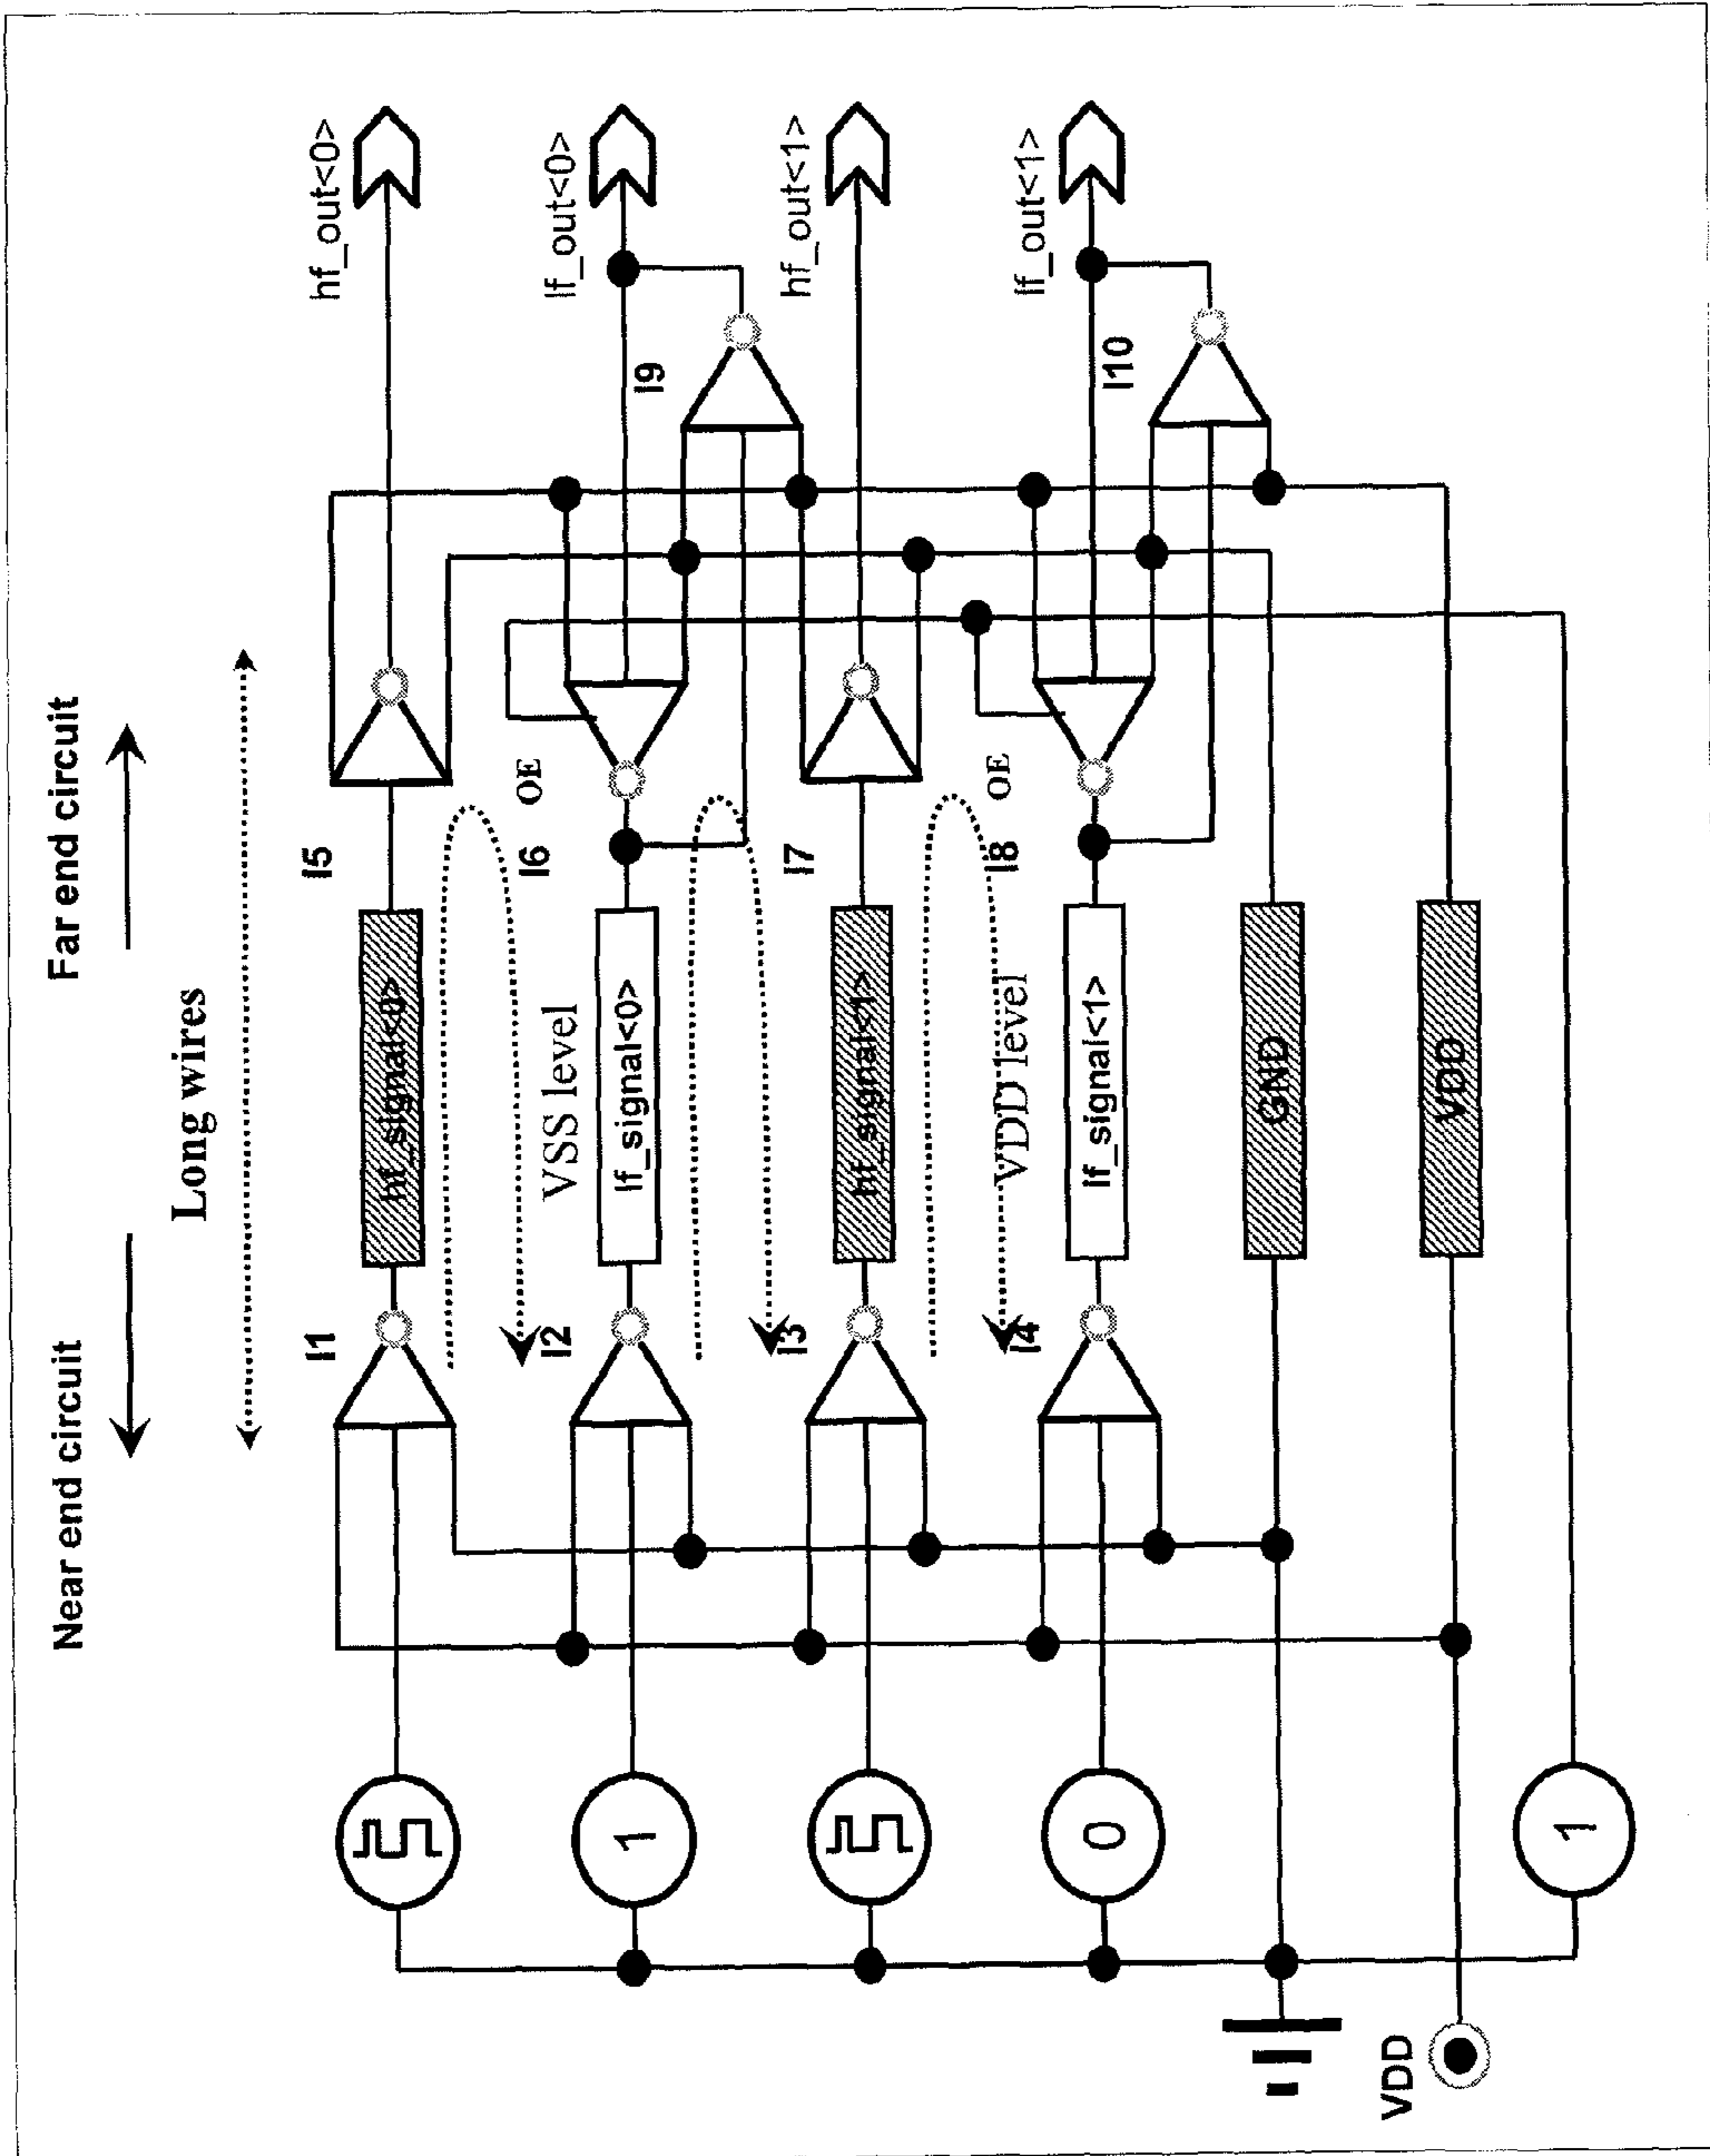 Near end circuit
Far end circuit
Long wires
I1
hf_signal<0>
I5
hf_out<0>
VSS level
1
I2
lf_signal<0>
I6
OE
I9
lf_out<0>
I3
hf_signal<1>
I7
hf_out<1>
VDD level
0
I4
lf_signal<1>
I8
OE
I10
lf_out<1>
GND
VDD
VDD
1